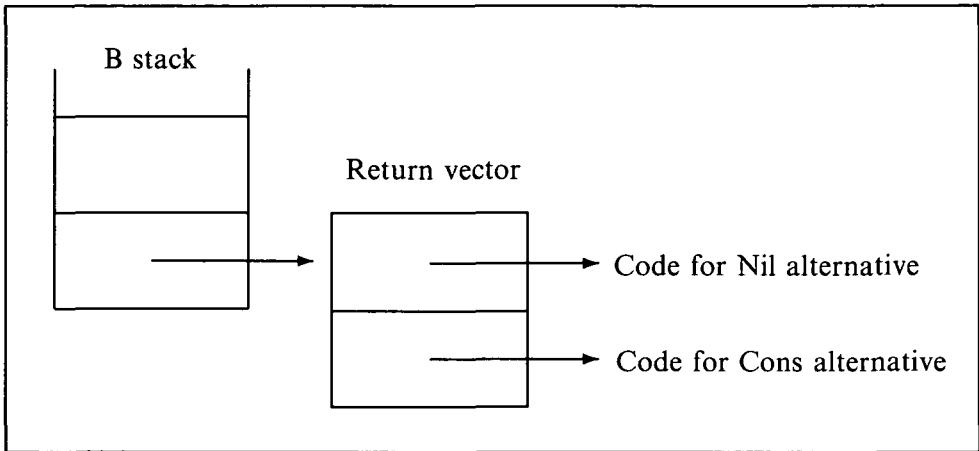 B stack
Return vector
Code for Nil alternative
Code for Cons alternative